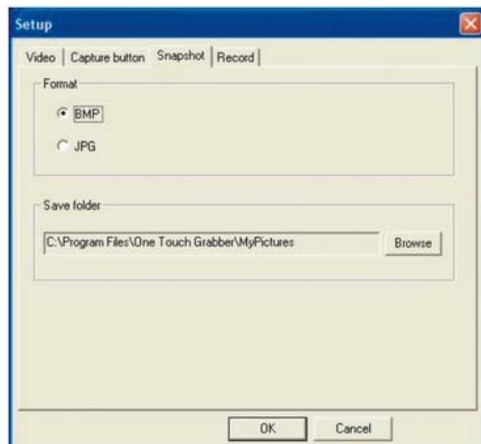 Setup
Video Capture button Snapshot Record
Format
BMP
JPG
Save folder
C:\Program Files\One Touch Grabber\MyPictures Browse
OK Cancel